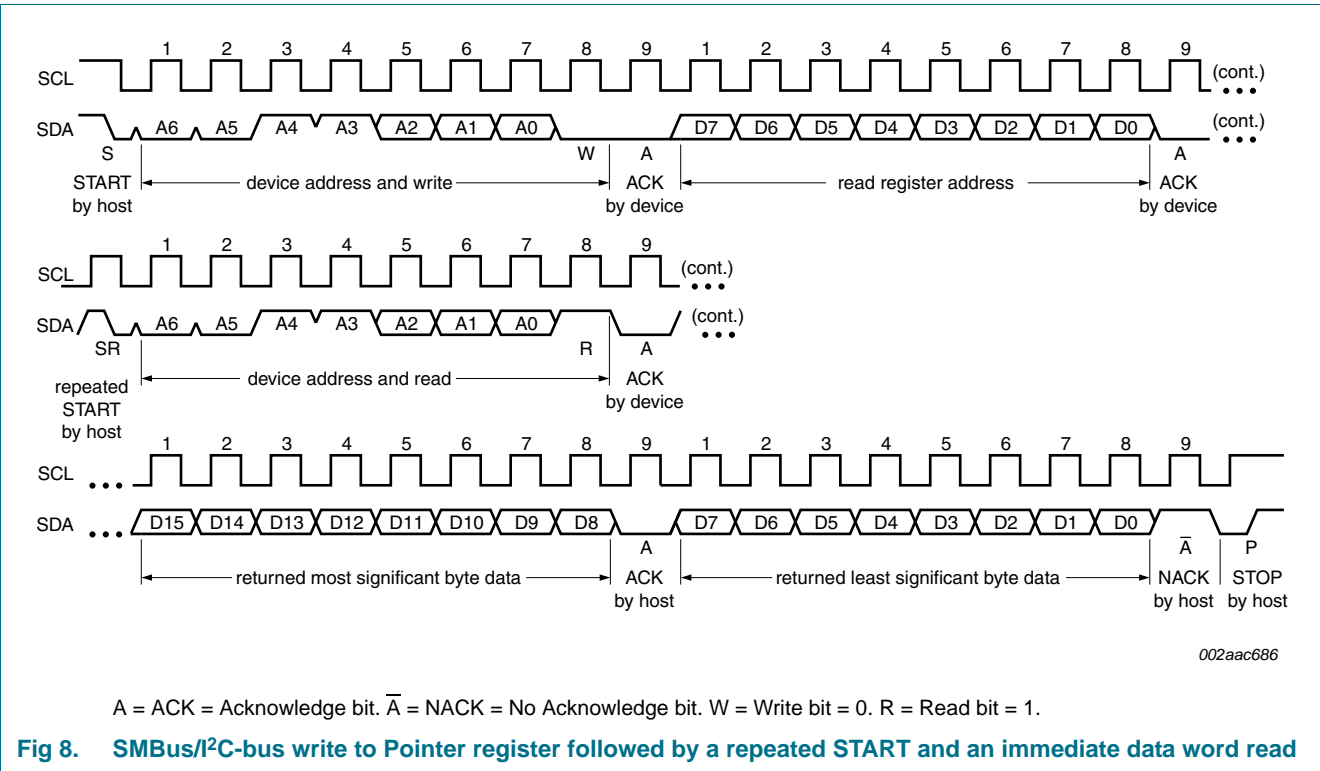 1 2 3 4 5 6 7 8 9 1 2 3 4 5 6 7 8 9
SCL (cont.)
SDA A6 A5 A4 A3 A2 A1 A0 D7 D6 D5 D4 D3 D2 D1 D0 (cont.)
S W A A
START by host
device address and write
ACK by device
read register address
ACK by device
1 2 3 4 5 6 7 8 9
SCL (cont.)
SDA A6 A5 A4 A3 A2 A1 A0 (cont.)
SR R A
repeated START by host
device address and read
ACK by device
1 2 3 4 5 6 7 8 9 1 2 3 4 5 6 7 8 9
SCL
SDA D15 D14 D13 D12 D11 D10 D9 D8 D7 D6 D5 D4 D3 D2 D1 D0
A A̅ P
returned most significant byte data
ACK by host
returned least significant byte data
NACK by host
STOP by host
002aac686
A = ACK = Acknowledge bit. A̅ = NACK = No Acknowledge bit. W = Write bit = 0. R = Read bit = 1.
Fig 8. SMBus/I²C-bus write to Pointer register followed by a repeated START and an immediate data word read